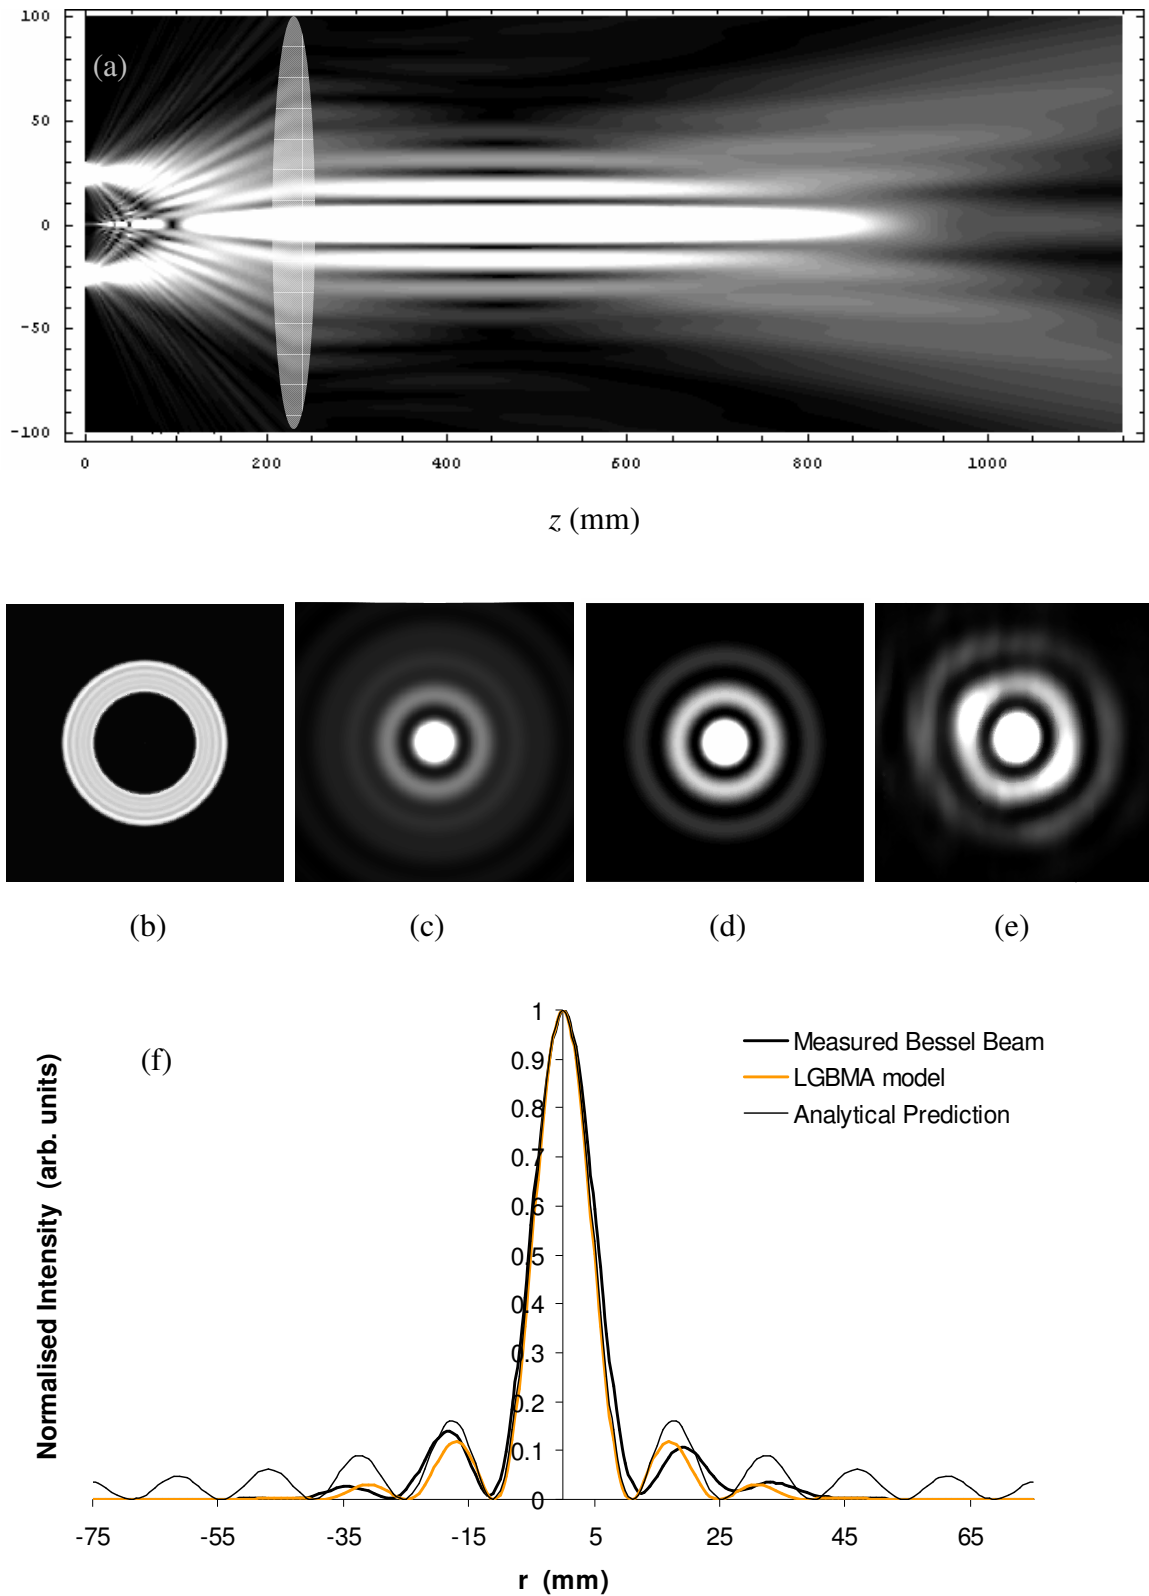 100
(a)
50
0
-50
-100
0 200 400 600 800 1000
z (mm)
(b) (c) (d) (e)
(f)
Normalised Intensity (arb. units)
1
0.9
0.8
0.7
0.6
0.5
0.4
0.3
0.2
0.1
0
Measured Bessel Beam
LGBMA model
Analytical Prediction
-75 -55 -35 -15 5 25 45 65
r (mm)